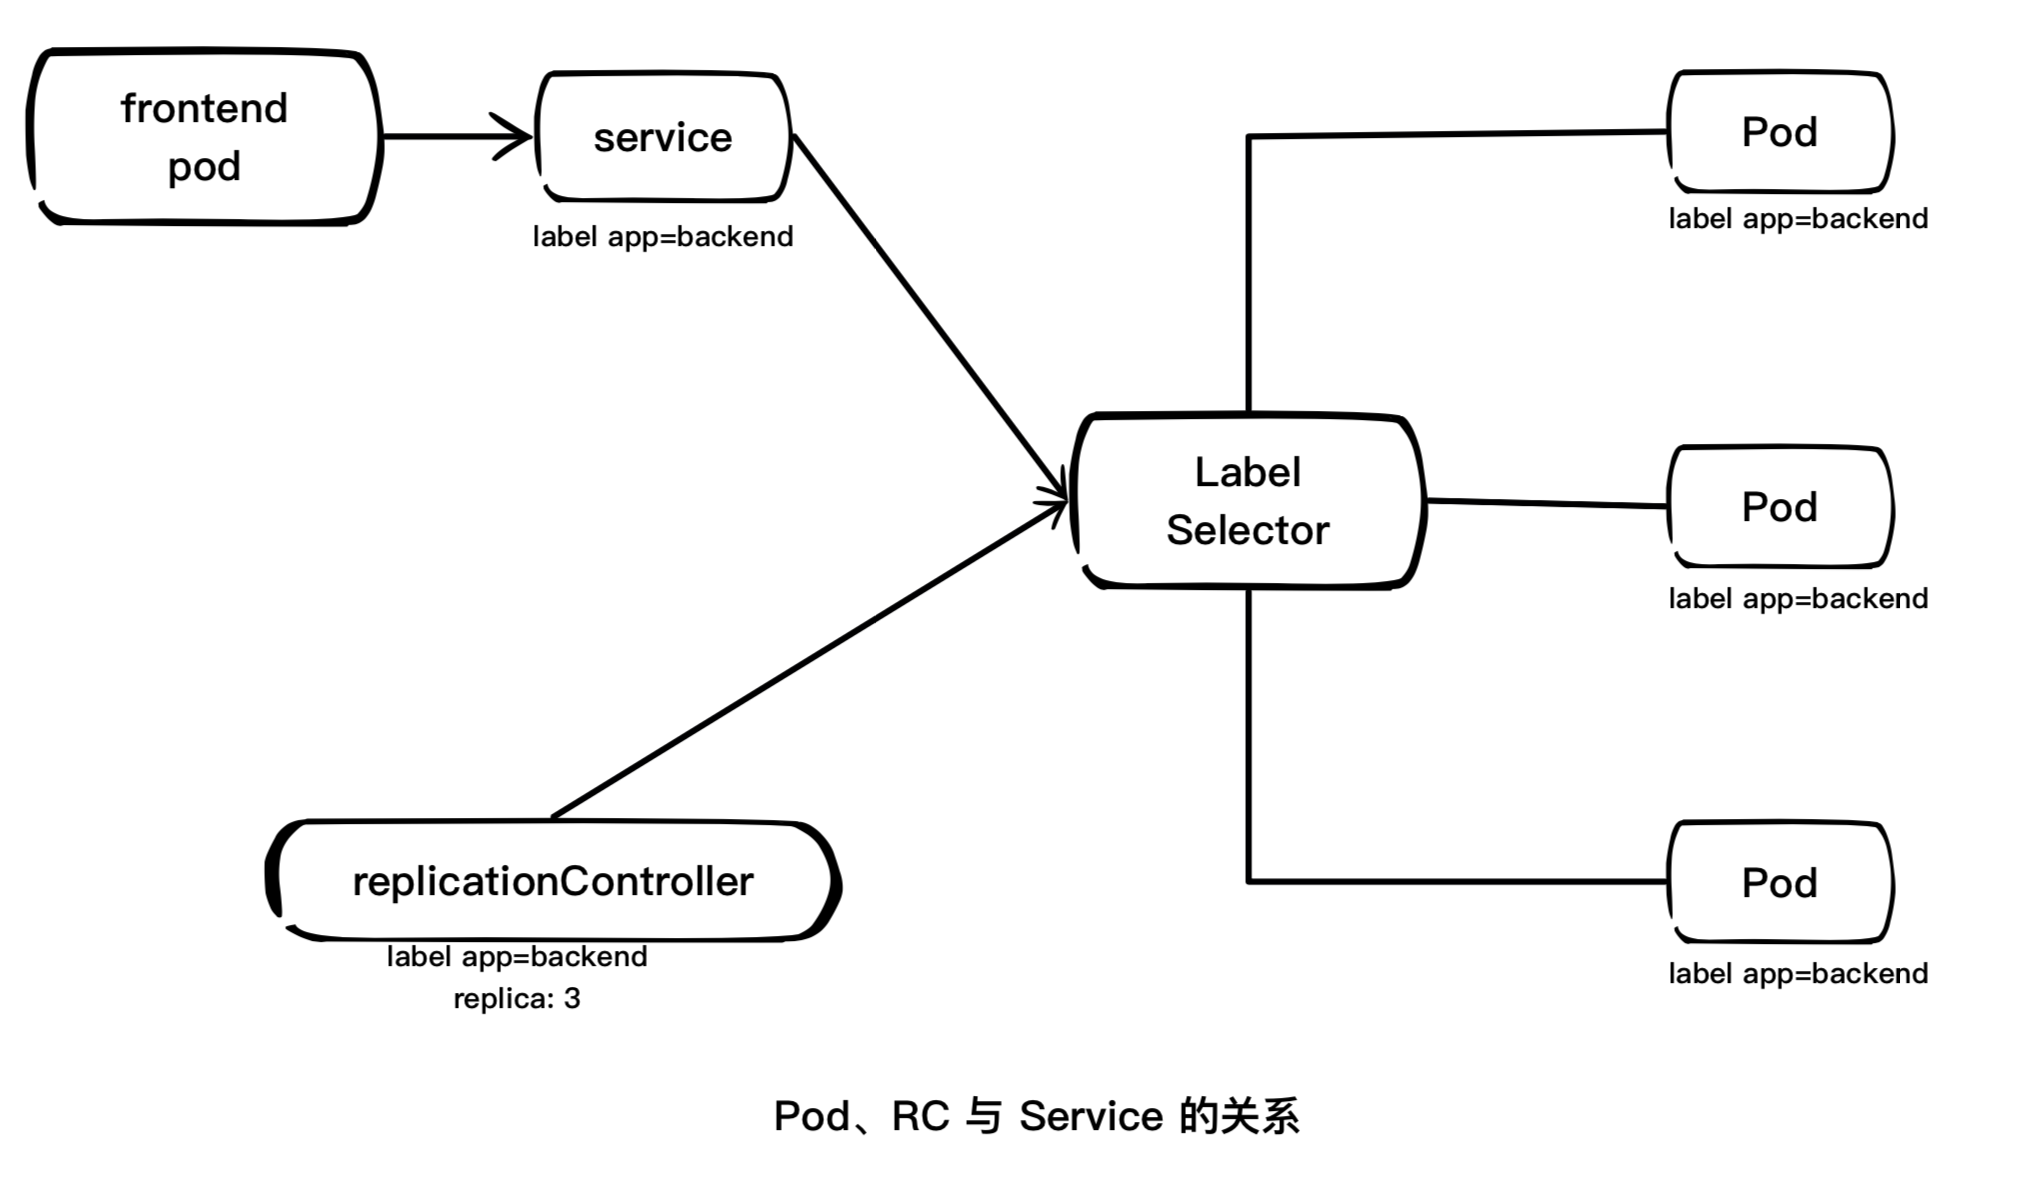 frontend
pod
service
label app=backend
Pod
label app=backend
Label
Selector
Pod
label app=backend
replicationController
label app=backend
replica: 3
Pod
label app=backend
Pod、RC 与 Service 的关系